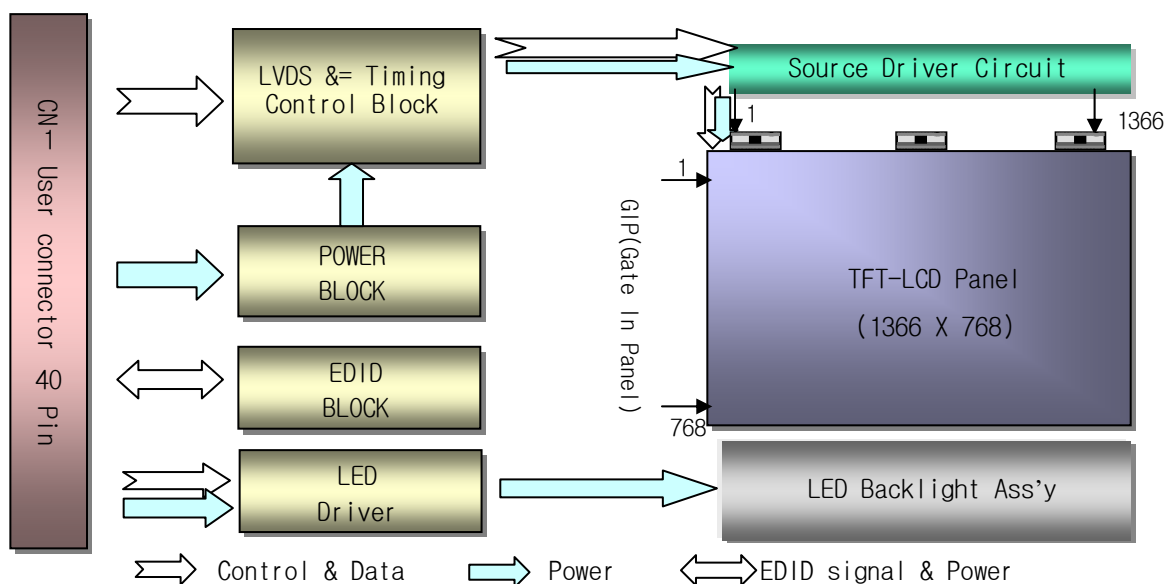 CN- User connector 40 Pin
LVDS &= Timing
Control Block
POWER
BLOCK
EDID
BLOCK
LED
Driver
Source Driver Circuit
1
1366
1
GIP(Gate In Panel)
768
TFT-LCD Panel
(1366 X 768)
LED Backlight Ass'y
Control & Data
Power
EDID signal & Power